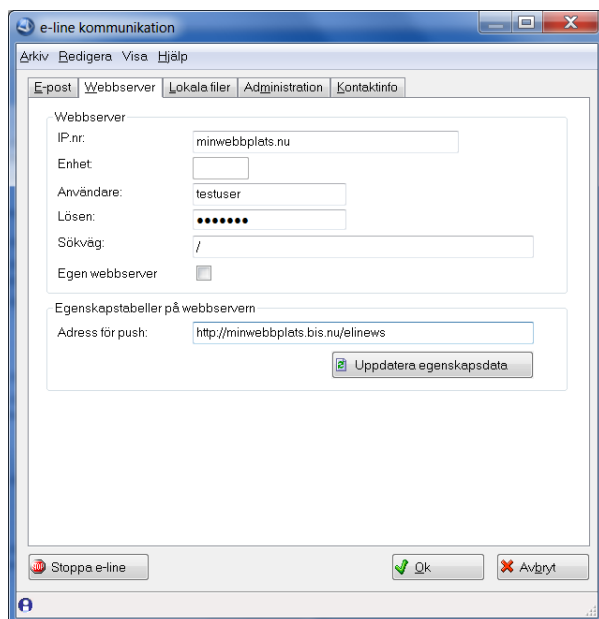 e-line kommunikation
Arkiv Redigera Visa Hjälp
E-post Webbserver Lokala filer Administration Kontaktinfo
Webbserver
IP.nr: minwebbplats.nu
Enhet:
Användare: testuser
Lösen: •••••••
Sökväg: /
Egen webbserver
Egenskapstabeller på webbservern
Adress för push: http://minwebbplats.bis.nu/elinews
Uppdatera egenskapsdata
Stoppa e-line Ok Avbryt